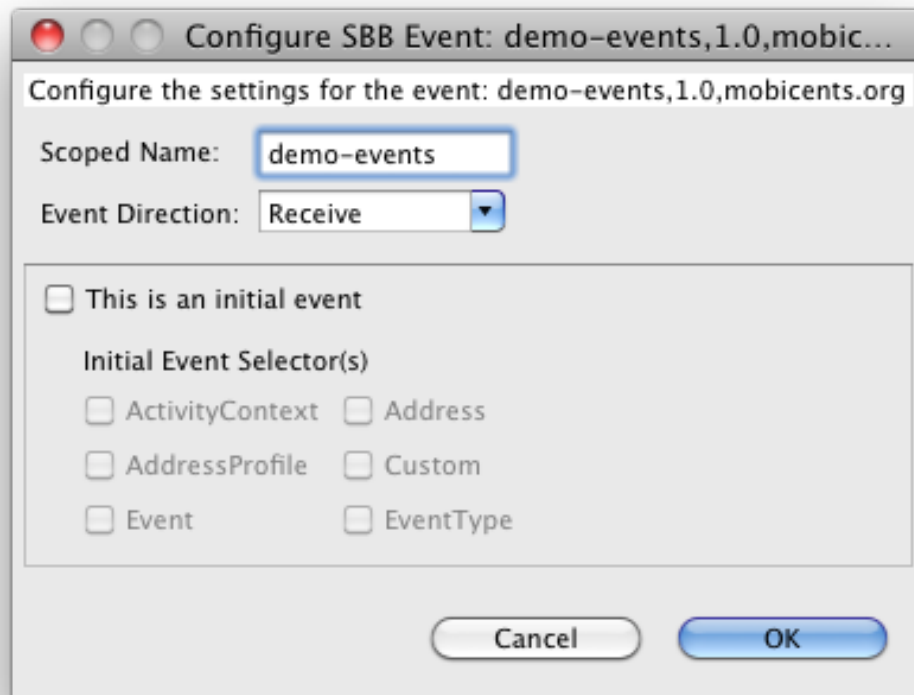 Configure SBB Event: demo-events,1.0,mobic...
Configure the settings for the event: demo-events,1.0,mobicents.org
Scoped Name: demo-events
Event Direction: Receive
This is an initial event
Initial Event Selector(s)
ActivityContext Address
AddressProfile Custom
Event EventType
Cancel OK